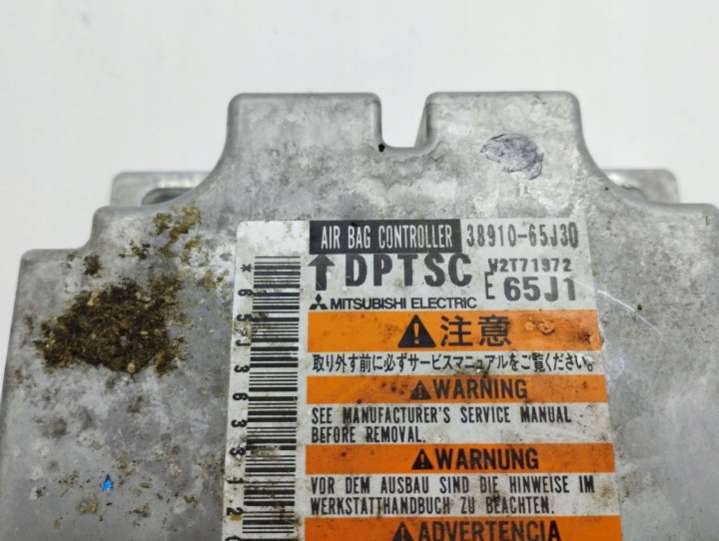 AIR BAG CONTROLLER 38910-65J30
↑DPTSC W2T71972
E 65J1
MITSUBISHI ELECTRIC
注意
取り外す前に必ずサービスマニュアルをご覧ください。
WARNING
SEE MANUFACTURER'S SERVICE MANUAL
BEFORE REMOVAL.
WARNUNG
VOR DEM AUSBAU SIND DIE HINWEISE IM
WERKSTATTHANDBUCH ZU BEACHTEN.
ADVERTENCIA